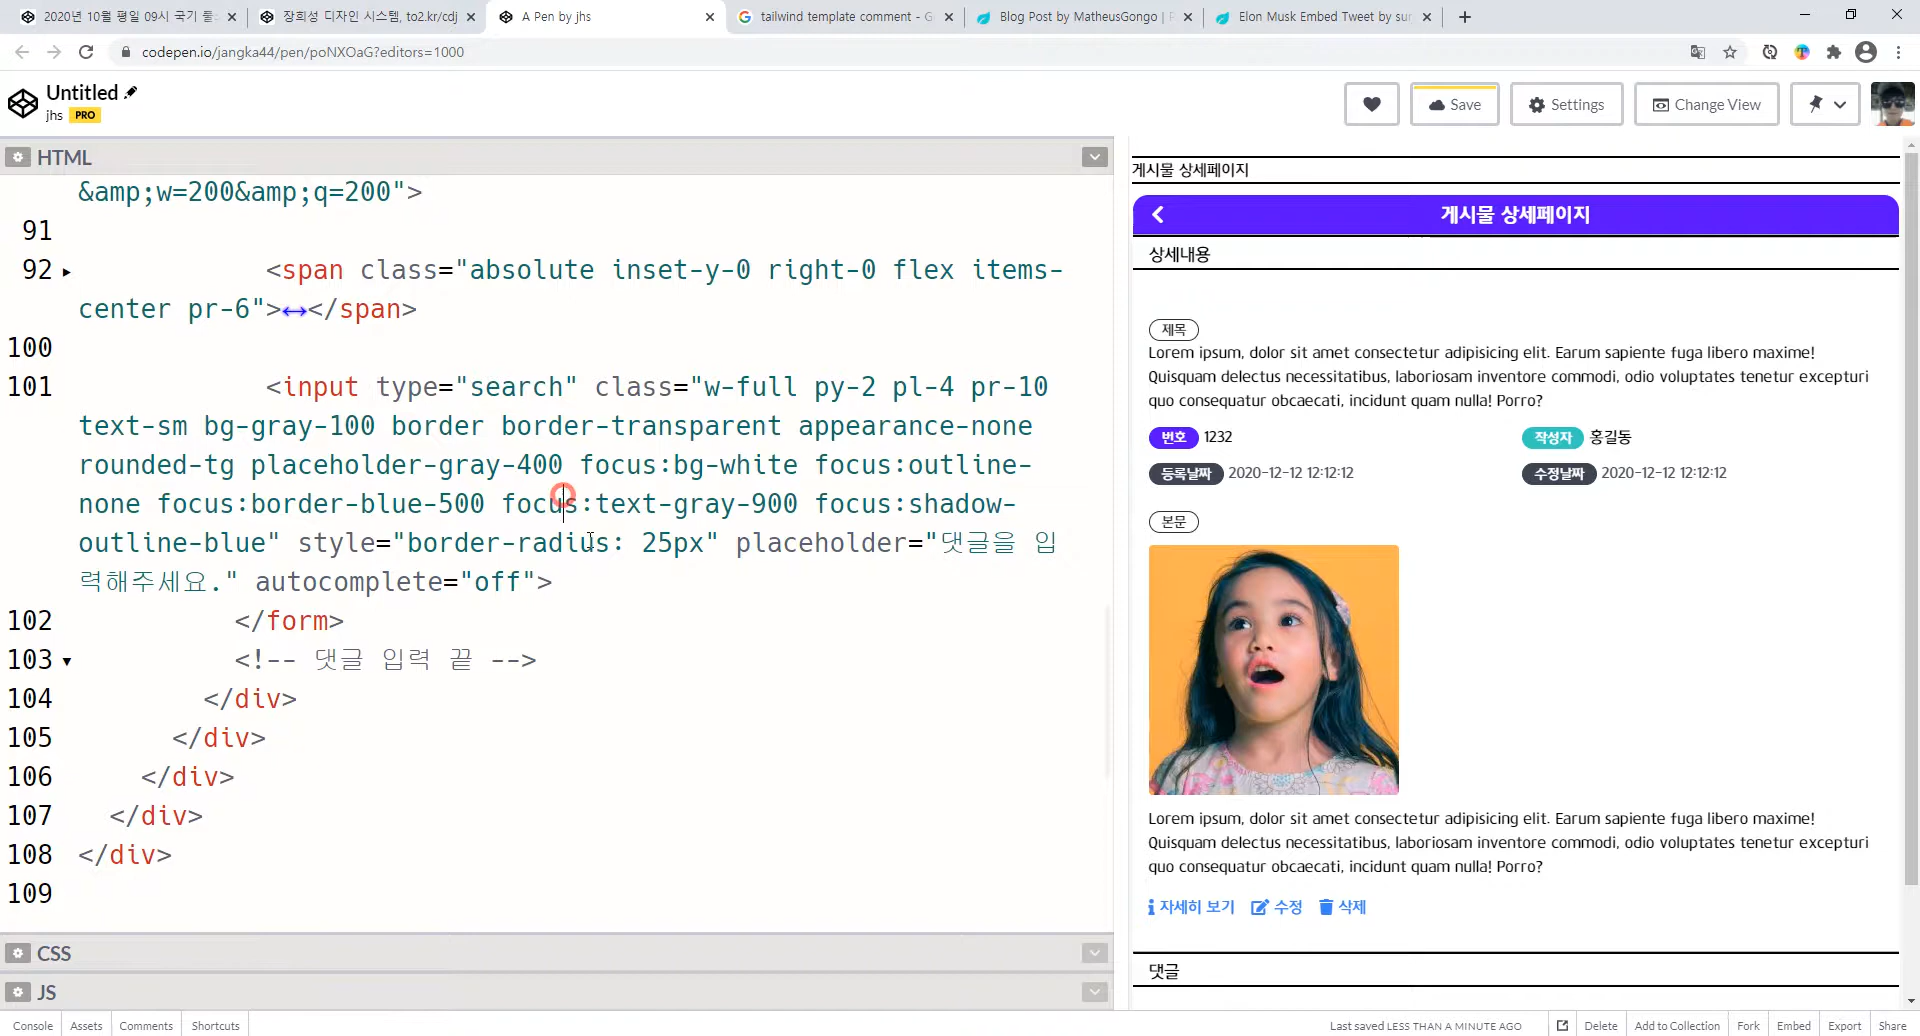 2020년 10월 평일 09시 국기 훈
장희성 디자인 시스템, to2.kr/cdj
A Pen by jhs
tailwind template comment - G
Blog Post by MatheusGongo |
Elon Musk Embed Tweet by sur
codepen.io/jangka44/pen/poNXOaG?editors=1000
Untitled
jhs PRO
Save
Settings
Change View
HTML
&amp;w=200&amp;q=200">
91
92 <span class="absolute inset-y-0 right-0 flex items-
center pr-6">↔</span>
100
101 <input type="search" class="w-full py-2 pl-4 pr-10
text-sm bg-gray-100 border border-transparent appearance-none
rounded-tg placeholder-gray-400 focus:bg-white focus:outline-
none focus:border-blue-500 focus:text-gray-900 focus:shadow-
outline-blue" style="border-radius: 25px" placeholder="댓글을 입
력해주세요." autocomplete="off">
102 </form>
103 <!-- 댓글 입력 끝 -->
104 </div>
105 </div>
106 </div>
107 </div>
108 </div>
109
CSS
JS
게시물 상세페이지
게시물 상세페이지
상세내용
제목
Lorem ipsum, dolor sit amet consectetur adipisicing elit. Earum sapiente fuga libero maxime!
Quisquam delectus necessitatibus, laboriosam inventore commodi, odio voluptates tenetur excepturi
quo consequatur obcaecati, incidunt quam nulla! Porro?
번호 1232 작성자 홍길동
등록날짜 2020-12-12 12:12:12 수정날짜 2020-12-12 12:12:12
본문
Lorem ipsum, dolor sit amet consectetur adipisicing elit. Earum sapiente fuga libero maxime!
Quisquam delectus necessitatibus, laboriosam inventore commodi, odio voluptates tenetur excepturi
quo consequatur obcaecati, incidunt quam nulla! Porro?
자세히 보기 수정 삭제
댓글
Console Assets Comments Shortcuts
Last saved LESS THAN A MINUTE AGO Delete Add to Collection Fork Embed Export Share